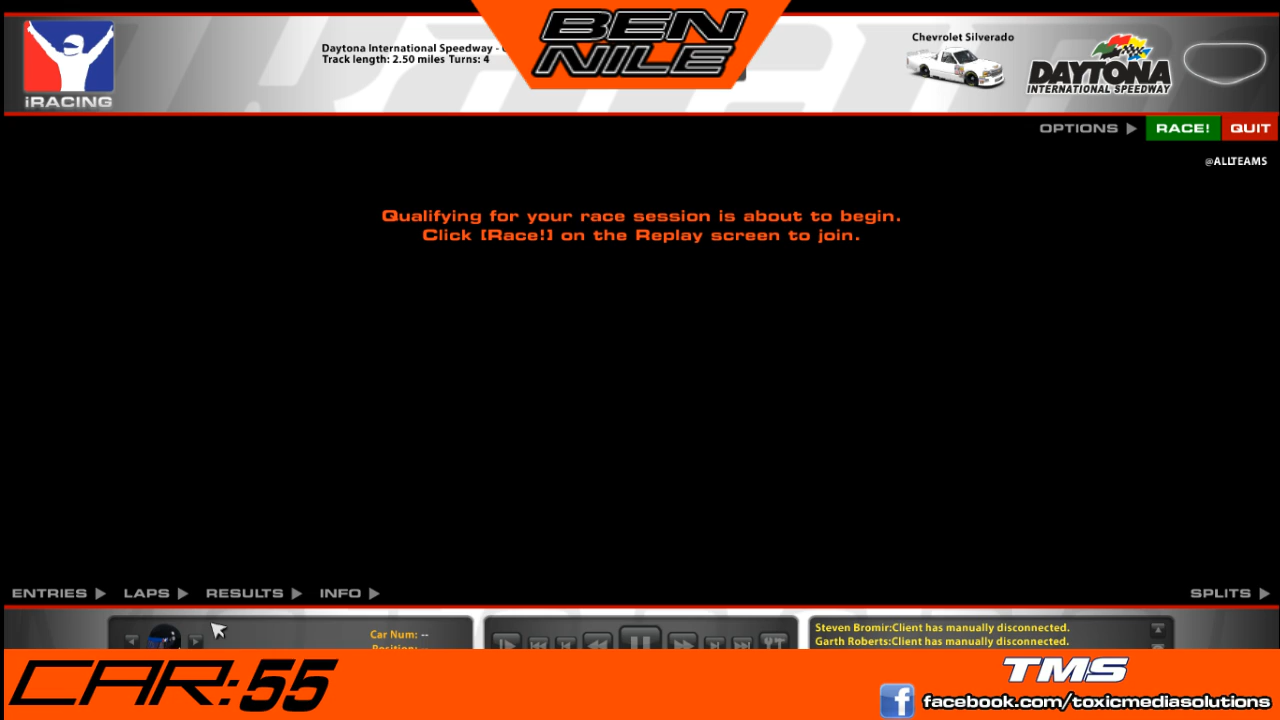 BEN
NILE
iRACING
Daytona International Speedway -
Track length: 2.50 miles Turns: 4
Chevrolet Silverado
DAYTONA
INTERNATIONAL SPEEDWAY
OPTIONS
RACE!
QUIT
@ALLTEAMS
Qualifying for your race session is about to begin.
Click [Race!] on the Replay screen to join.
ENTRIES
LAPS
RESULTS
INFO
SPLITS
Car Num: --
Position: --
Steven Bromir:Client has manually disconnected.
Garth Roberts:Client has manually disconnected.
CAR:55
TMS
facebook.com/toxicmediasolutions